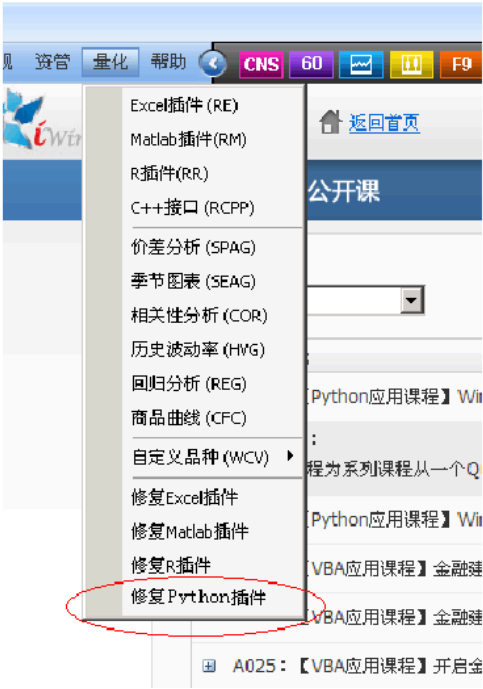 资管 量化 帮助 CNS 60 F9
Excel插件(RE)
iWin
返回首页
Matlab插件(RM)
R插件(RR)
公开课
C++接口(RCPP)
价差分析(SPAG)
季节图表(SEAG)
相关性分析(COR)
历史波动率(HVG)
回归分析(REG)
【Python应用课程】Wi
商品曲线(CFC)
:
自定义品种(WCV)
程为系列课程从一个Q
修复Excel插件
【Python应用课程】Wi
修复Matlab插件
修复R插件
【VBA应用课程】金融建
修复Python插件
【VBA应用课程】金融建
A025：【VBA应用课程】开启金